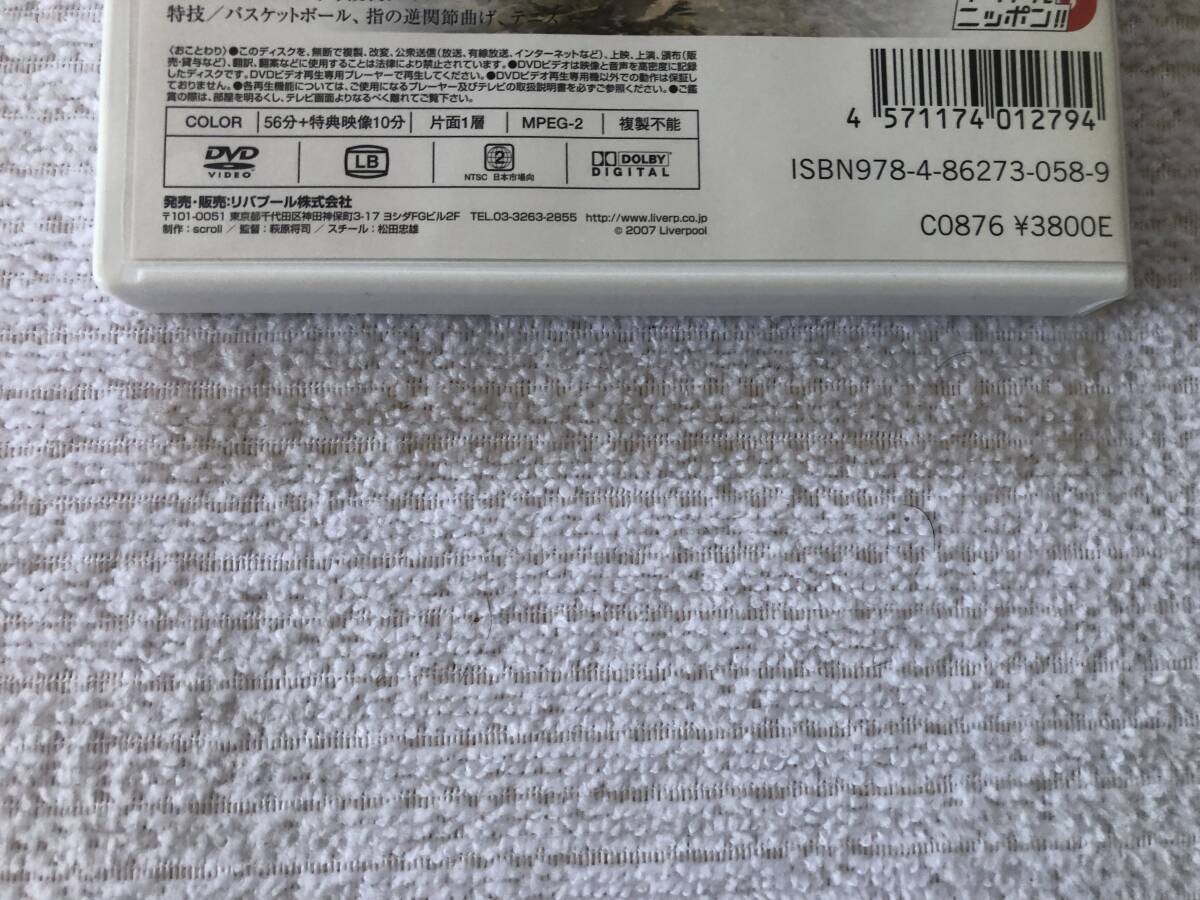 特技/バスケットボール、指の逆関節曲げ、テニス
ニッポン!!
〈おことわり〉●このディスクを、無断で複製、改変、公衆送信(放送、有線放送、インターネットなど)、上映、上演、頒布(販
売・貸与など)、翻訳、翻案などに使用することは法律により禁止されています。●DVDビデオは映像と音声を高密度に記録
したディスクです。DVDビデオ再生専用プレーヤーで再生してください。●DVDビデオ再生専用機以外での動作は保証し
ておりません。●各再生機能については、ご使用になるプレーヤー及びテレビの取扱説明書を必ずご参照ください。●ご鑑
賞の際は、部屋を明るくし、テレビ画面よりなるべく離れてご覧下さい。
COLOR 56分+特典映像10分 片面1層 MPEG-2 複製不能
DVD VIDEO LB 2 NTSC 日本市場向 DOLBY DIGITAL
発売・販売:リバプール株式会社
〒101-0051 東京都千代田区神田神保町3-17 ヨシダFGビル2F TEL.03-3263-2855 http://www.liverp.co.jp
制作:scroll / 監督:萩原将司 / スチール:松田忠雄 © 2007 Liverpool
4 571174 012794
ISBN978-4-86273-058-9
C0876 ¥3800E